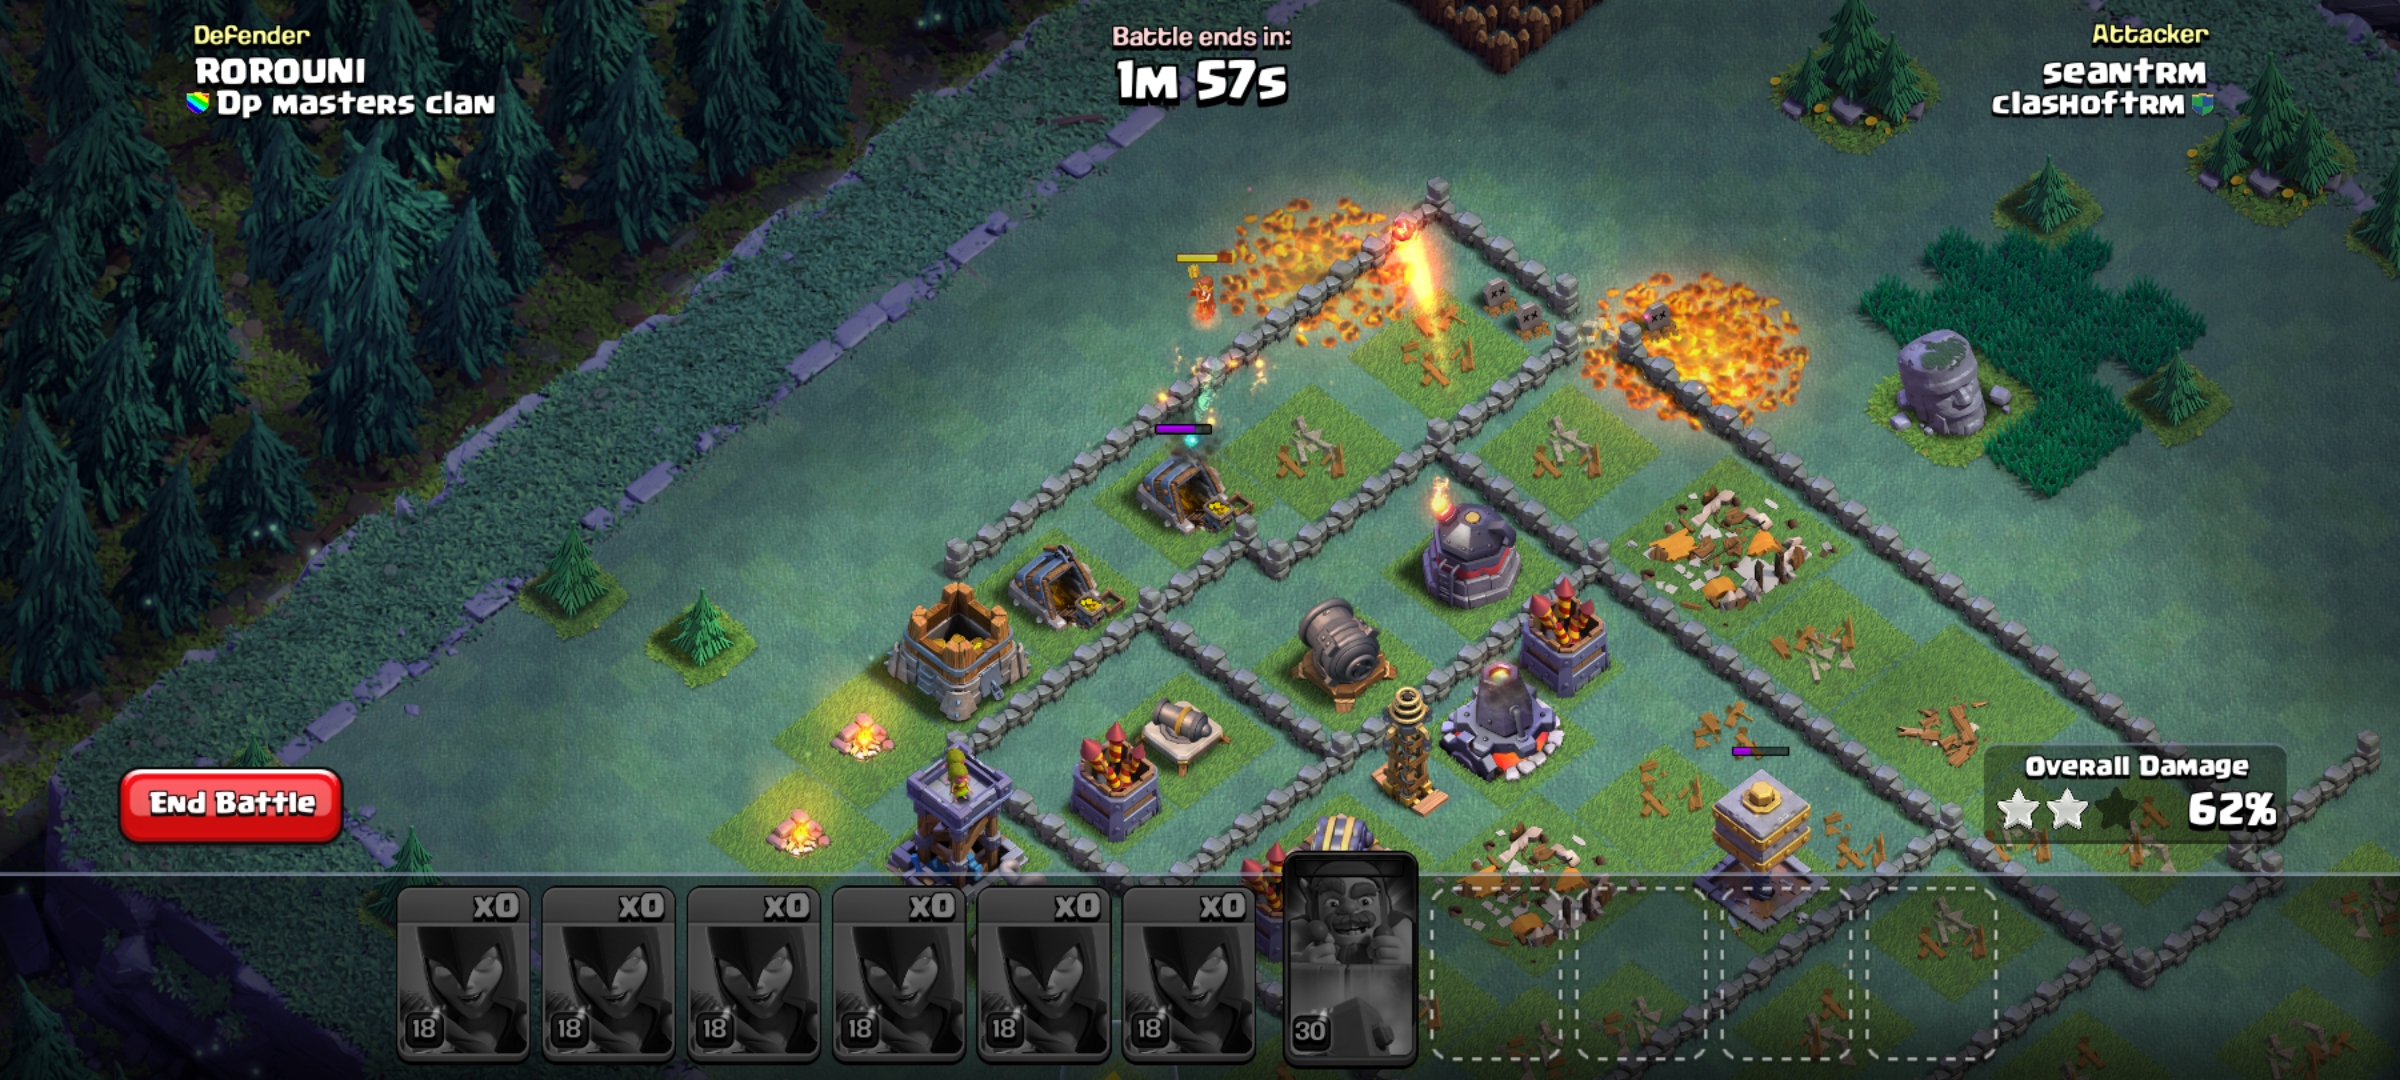 Defender
ROROUNI
Dp masters clan
Battle ends in:
1M 57s
Attacker
seantRM
clashoftRM
End Battle
Overall Damage
62%
x0
x0
x0
x0
x0
x0
18
18
18
18
18
18
30